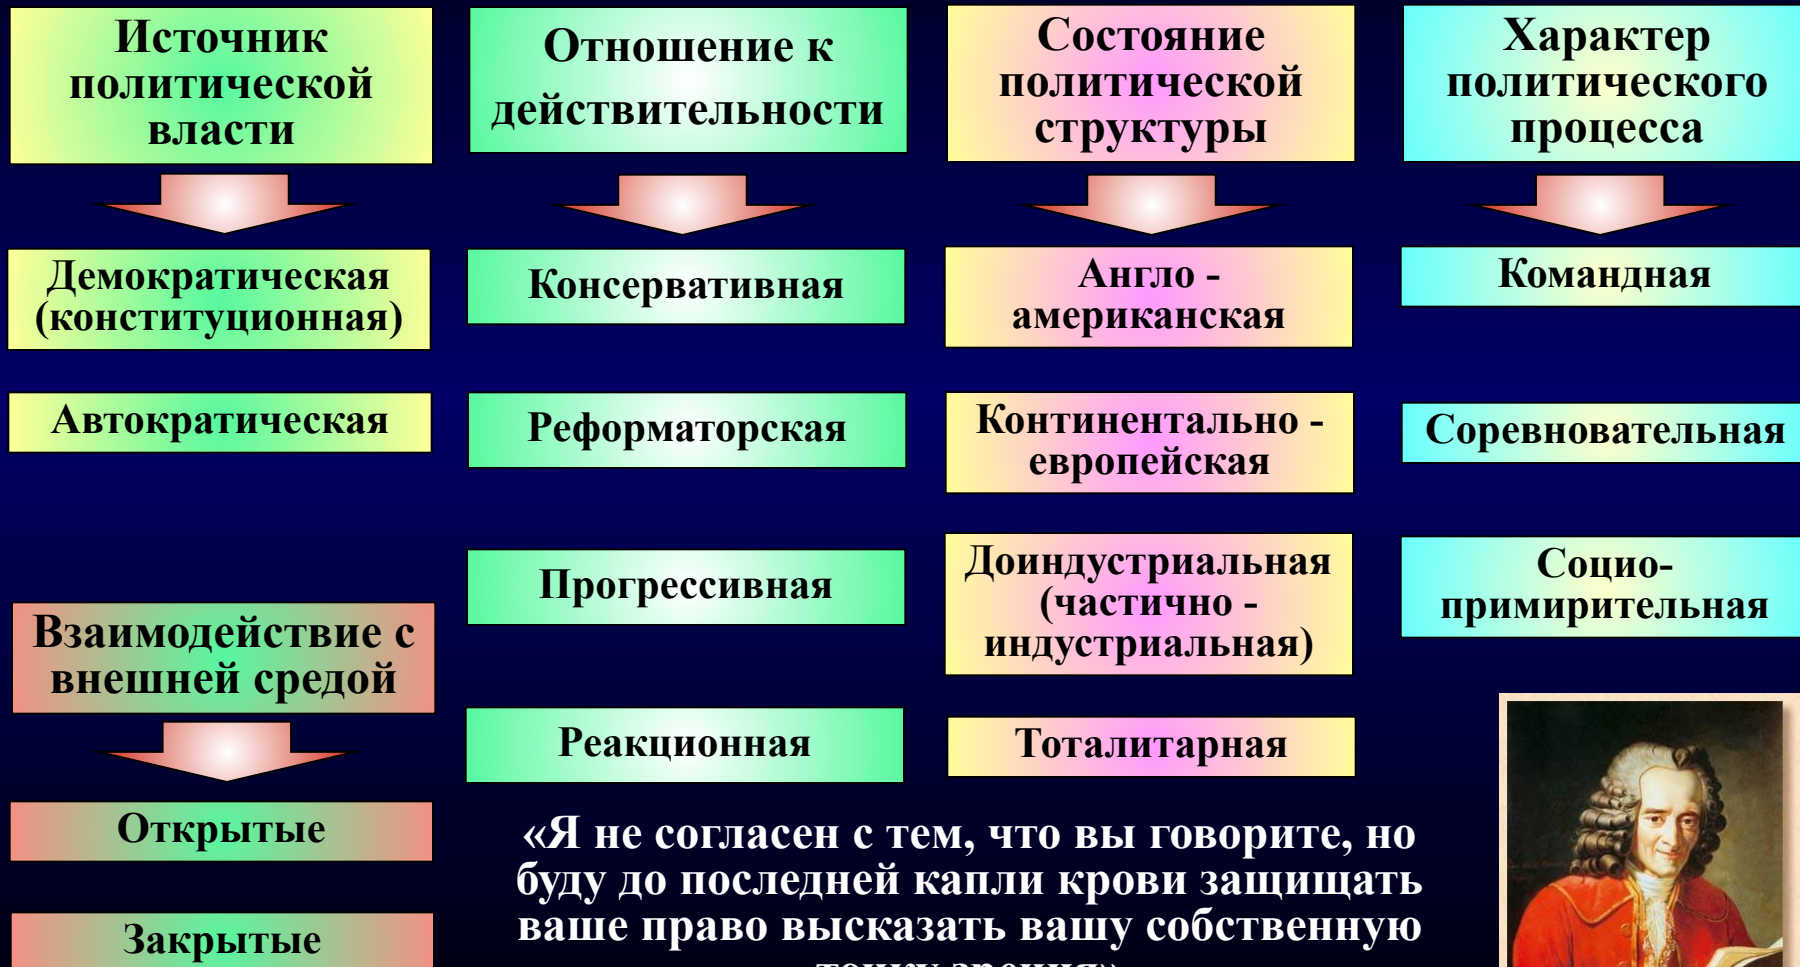 Источник
политической
власти
Демократическая
(конституционная)
Автократическая
Взаимодействие с
внешней средой
Открытые
Закрытые
Отношение к
действительности
Консервативная
Реформаторская
Прогрессивная
Реакционная
Состояние
политической
структуры
Англо -
американская
Континентально -
европейская
Доиндустриальная
(частично -
индустриальная)
Тоталитарная
Характер
политического
процесса
Командная
Соревновательная
Социо-
примирительная
«Я не согласен с тем, что вы говорите, но
буду до последней капли крови защищать
ваше право высказать вашу собственную
точку зрения»